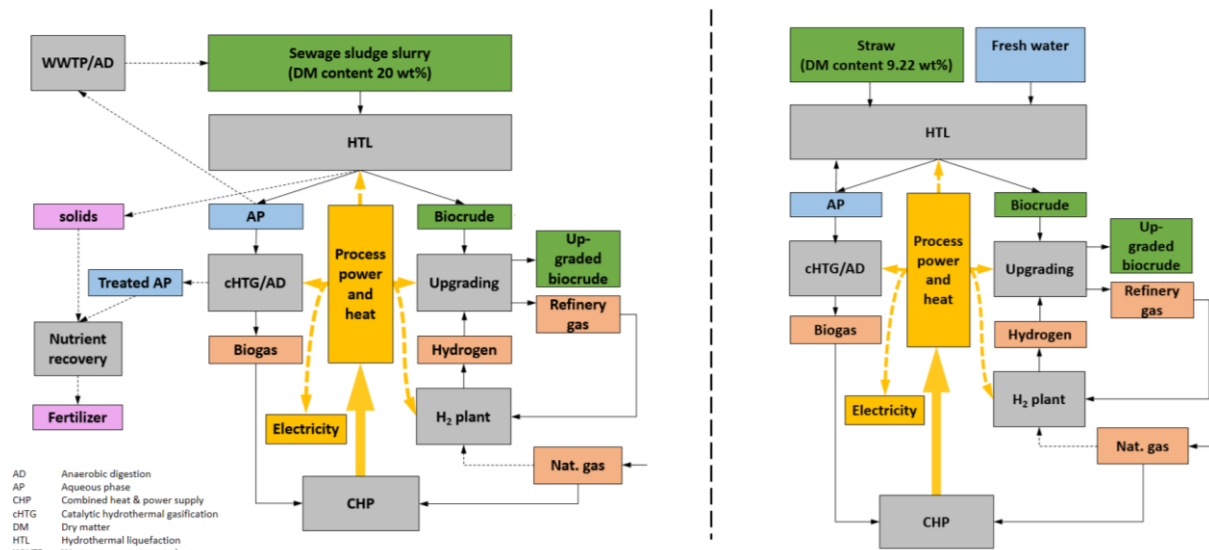 WWTP/AD
Sewage sludge slurry
(DM content 20 wt%)
HTL
solids
AP
Biocrude
Process
power
and
heat
Up-
graded
biocrude
Treated AP
cHTG/AD
Upgrading
Refinery
gas
Nutrient
recovery
Biogas
Hydrogen
Fertilizer
Electricity
H2 plant
Nat. gas
CHP
AD Anaerobic digestion
AP Aqueous phase
CHP Combined heat & power supply
cHTG Catalytic hydrothermal gasification
DM Dry matter
HTL Hydrothermal liquefaction
Straw
(DM content 9.22 wt%)
Fresh water
HTL
AP
Biocrude
Process
power
and
heat
Up-
graded
biocrude
cHTG/AD
Upgrading
Refinery
gas
Biogas
Hydrogen
Electricity
H2 plant
Nat. gas
CHP